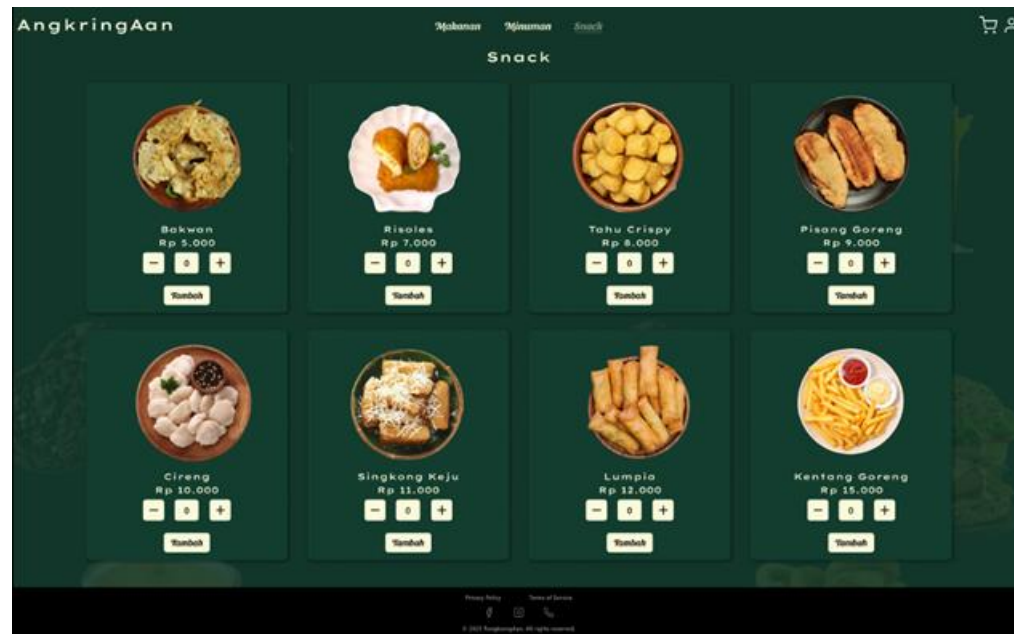 AngkringAan
Makanan Minuman Snack
Snack
Bakwan
Rp 5.000
0
Tambah
Risoles
Rp 7.000
0
Tambah
Tahu Crispy
Rp 8.000
0
Tambah
Pisang Goreng
Rp 9.000
0
Tambah
Cireng
Rp 10.000
0
Tambah
Singkong Keju
Rp 11.000
0
Tambah
Lumpia
Rp 12.000
0
Tambah
Kentang Goreng
Rp 15.000
0
Tambah
Privacy Policy Terms of Service
All rights reserved.